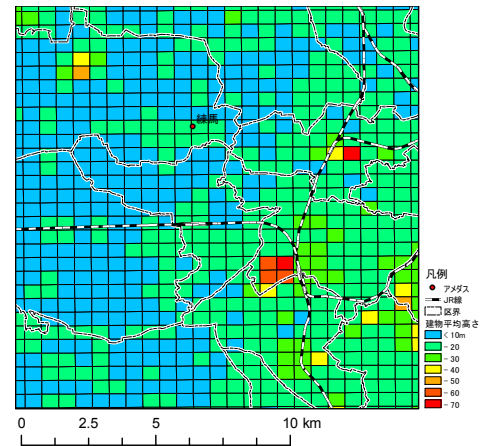 練馬
凡例
アメダス
JR線
区界
建物平均高さ
< 10m
- 20
- 30
- 40
- 50
- 60
- 70
0 2.5 5 10 km